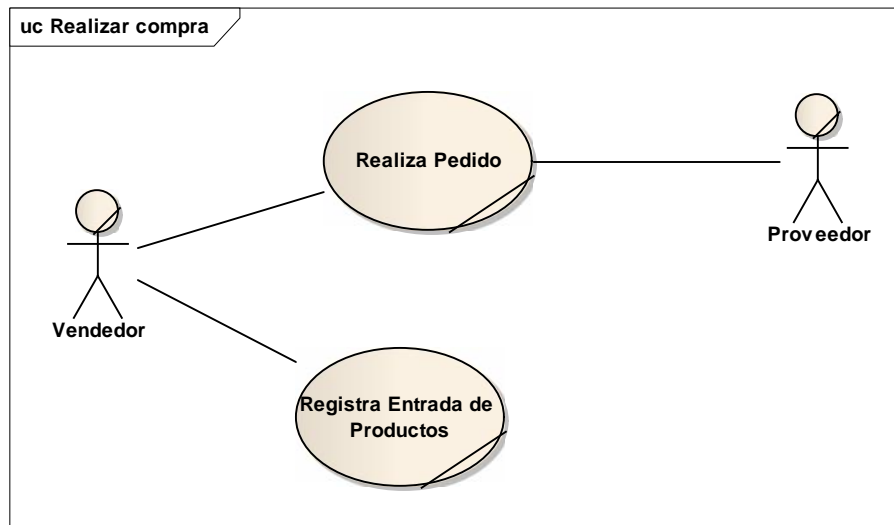 uc Realizar compra
Realiza Pedido
Proveedor
Vendedor
Registra Entrada de
Productos